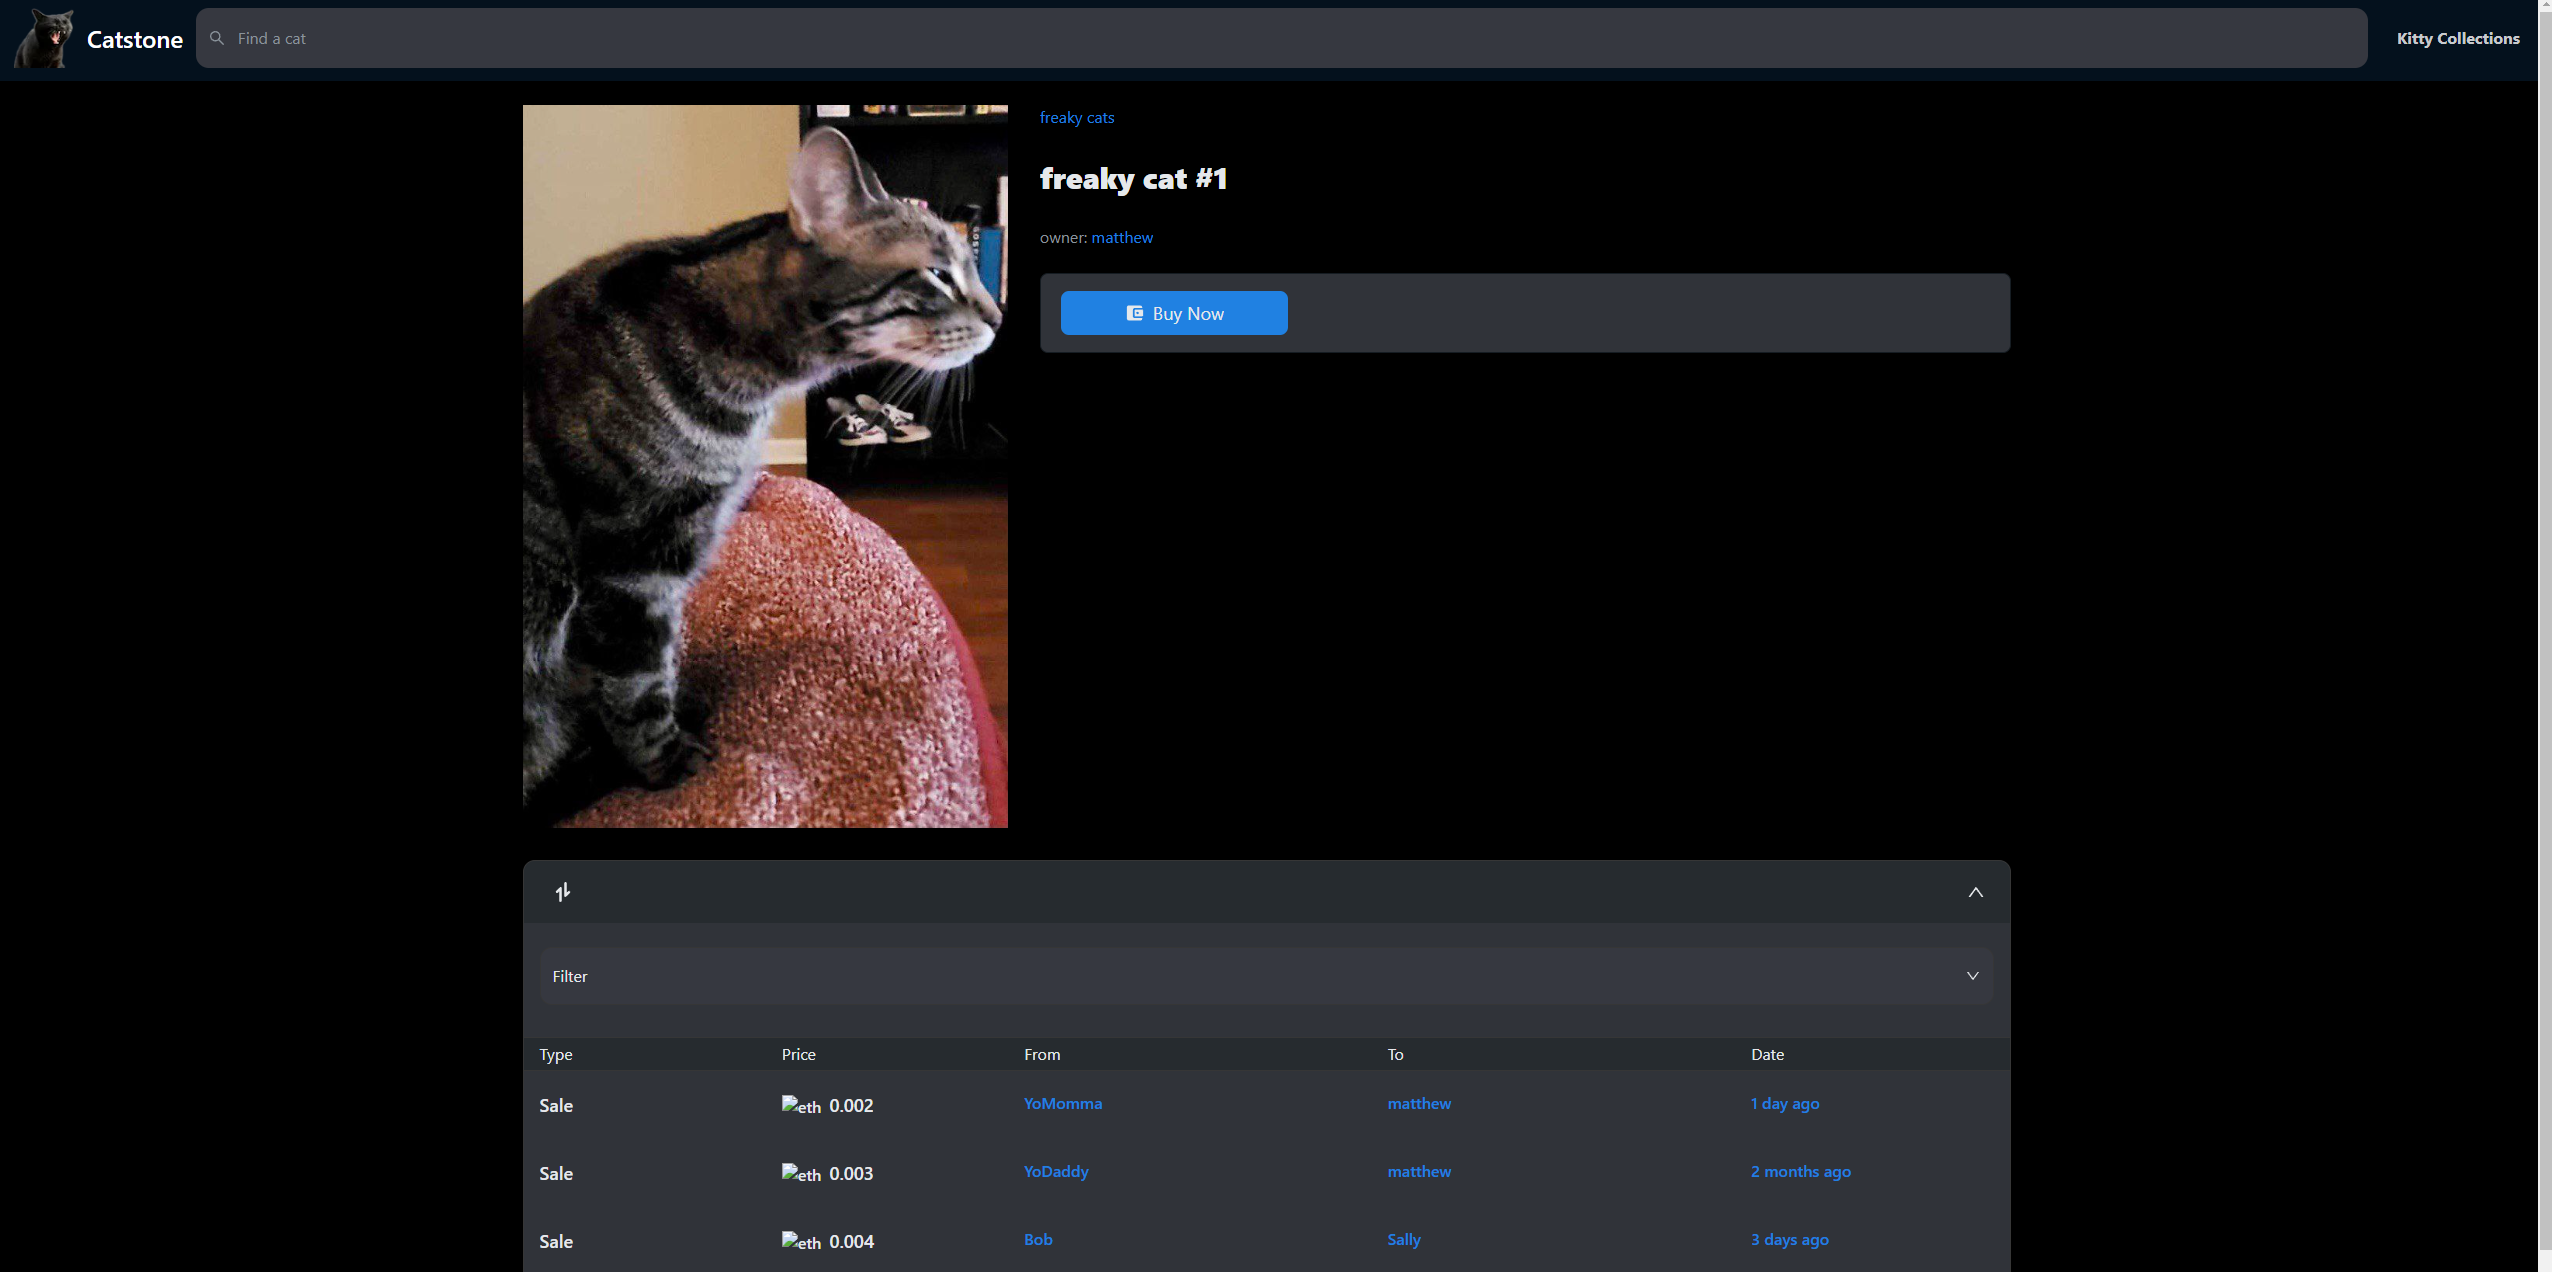 Catstone
Find a cat
Kitty Collections
freaky cats
freaky cat #1
owner: matthew
Buy Now
Filter
Type Price From To Date
Sale eth 0.002 YoMomma matthew 1 day ago
Sale eth 0.003 YoDaddy matthew 2 months ago
Sale eth 0.004 Bob Sally 3 days ago